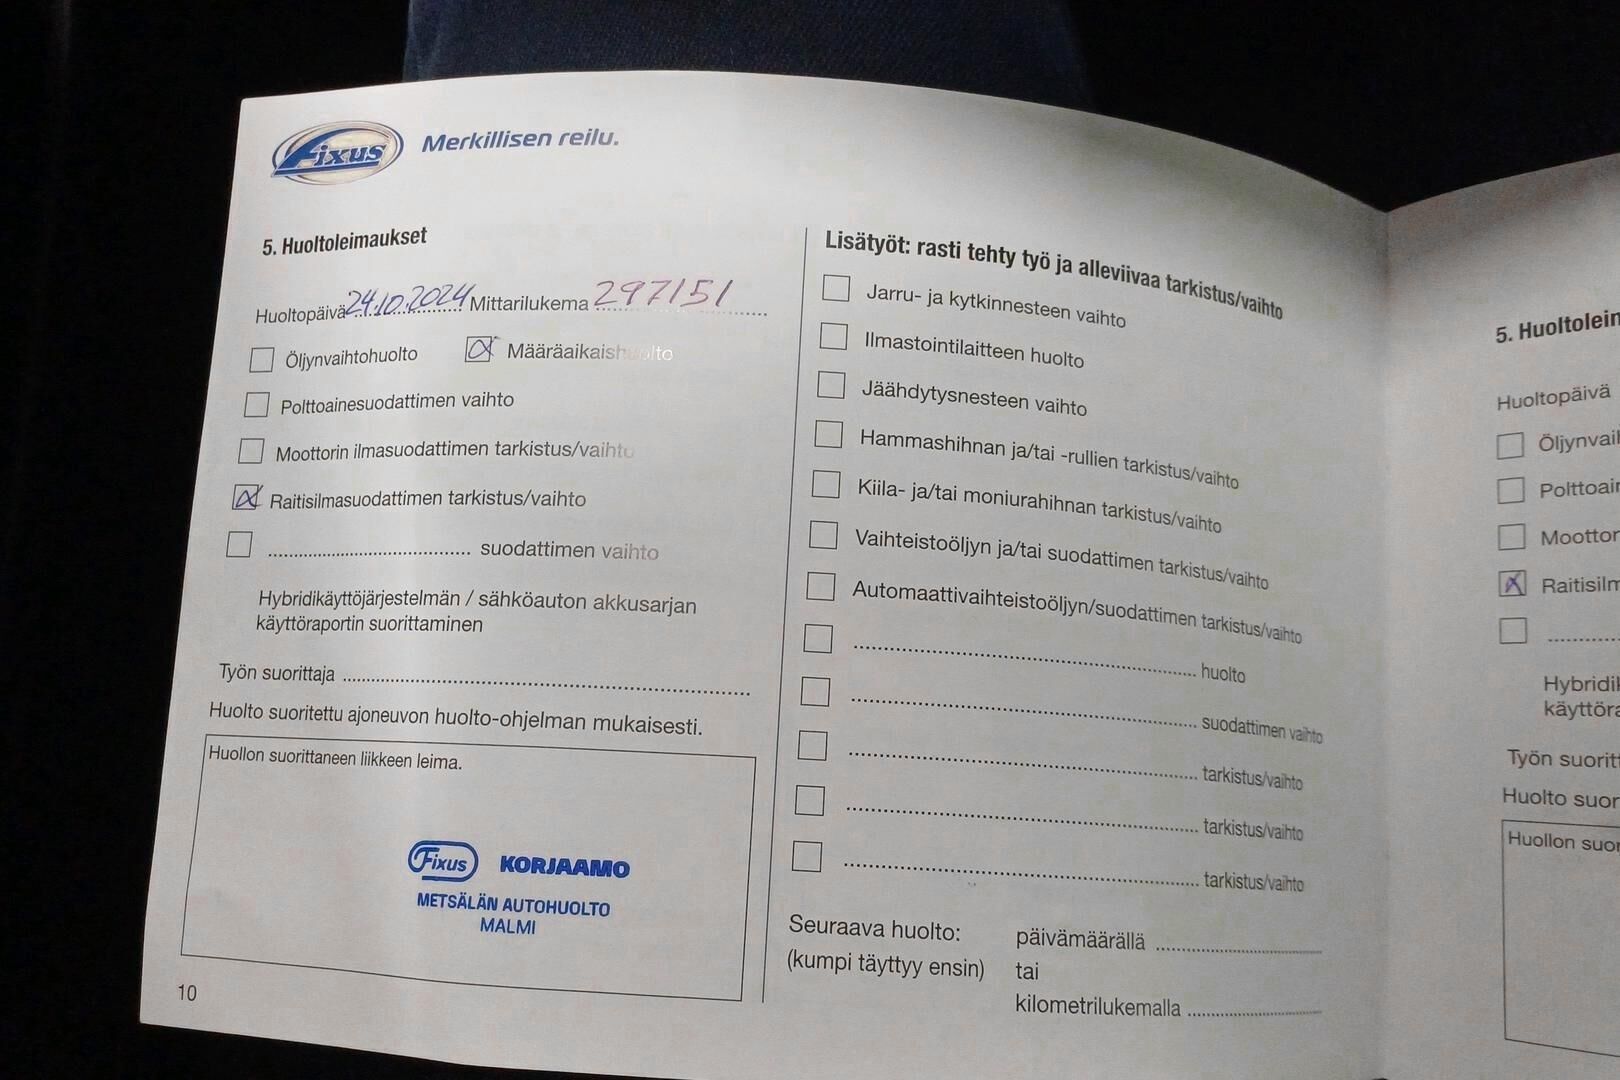 Fixus Merkillisen reilu.
5. Huoltoleimaukset
Huoltopäivä 24.10.2024 Mittarilukema 297151
Öljynvaihtohuolto Määräaikaishuolto
Polttoainesuodattimen vaihto
Moottorin ilmasuodattimen tarkistus/vaihto
Raitisilmasuodattimen tarkistus/vaihto
suodattimen vaihto
Hybridikäyttöjärjestelmän / sähköauton akkusarjan
käyttöraportin suorittaminen
Työn suorittaja
Huolto suoritettu ajoneuvon huolto-ohjelman mukaisesti.
Huollon suorittaneen liikkeen leima.
Fixus KORJAAMO
METSÄLÄN AUTOHUOLTO
MALMI
10
Lisätyöt: rasti tehty työ ja alleviivaa tarkistus/vaihto
Jarru- ja kytkinnesteen vaihto
Ilmastointilaitteen huolto
Jäähdytysnesteen vaihto
Hammashihnan ja/tai -rullien tarkistus/vaihto
Kiila- ja/tai moniurahihnan tarkistus/vaihto
Vaihteistoöljyn ja/tai suodattimen tarkistus/vaihto
Automaattivaihteistoöljyn/suodattimen tarkistus/vaihto
huolto
suodattimen vaihto
tarkistus/vaihto
tarkistus/vaihto
tarkistus/vaihto
Seuraava huolto: päivämäärällä
(kumpi täyttyy ensin) tai
kilometrilukemalla
5. Huoltoleim
Huoltopäivä
Öljynvaih
Polttoain
Moottor
Raitisilm
Hybridik
käyttöra
Työn suoritt
Huolto suor
Huollon suor